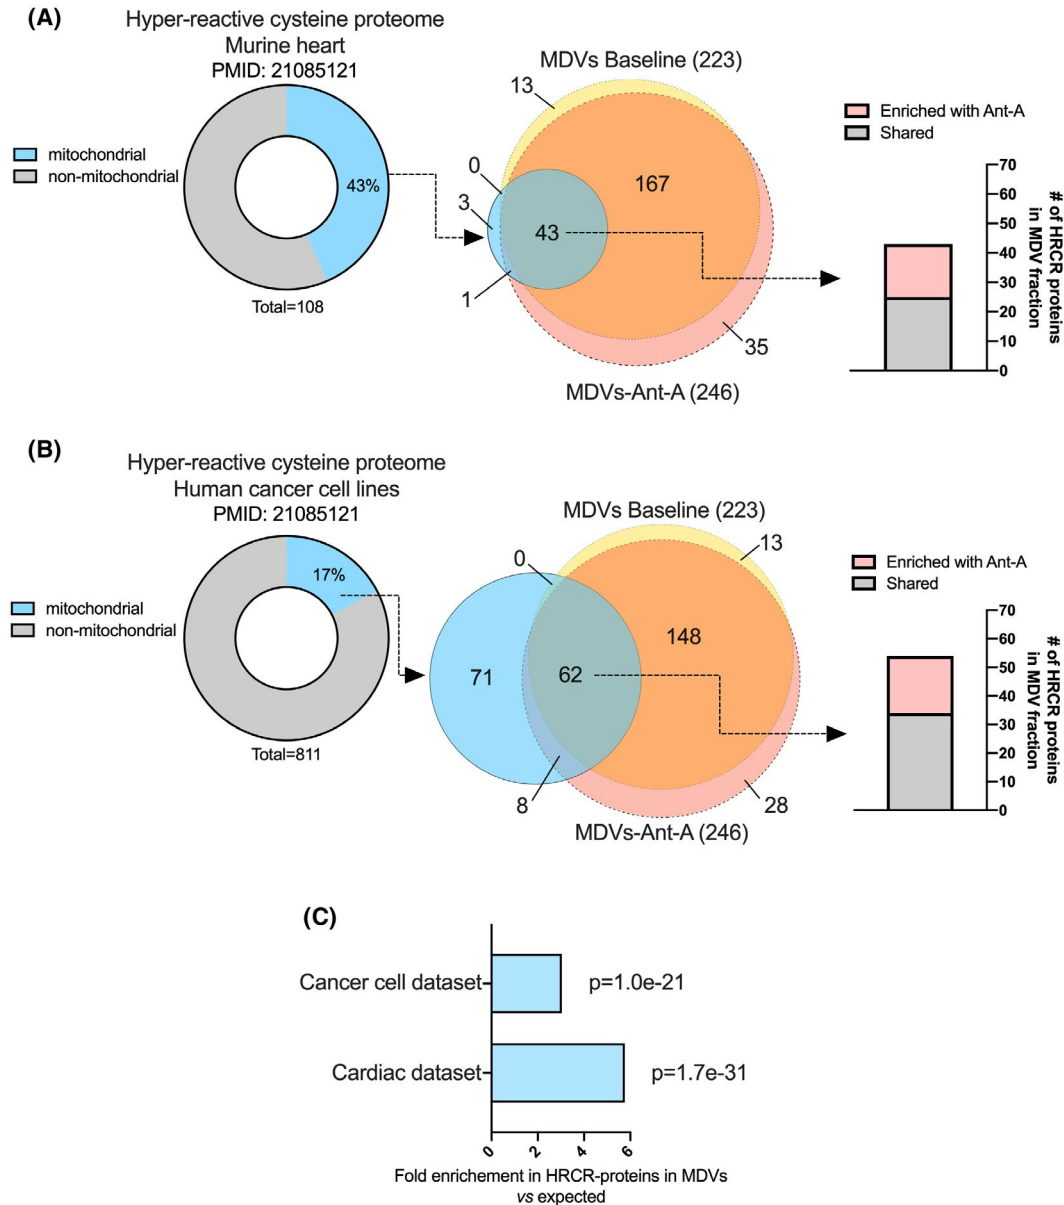 (A)
Hyper-reactive cysteine proteome
Murine heart
PMID: 21085121
mitochondrial
non-mitochondrial
43%
Total=108
MDVs Baseline (223)
13
0
3
1
43
167
35
MDVs-Ant-A (246)
Enriched with Ant-A
Shared
70
60
50
40
30
20
10
0
# of HRCR proteins
in MDV fraction
(B)
Hyper-reactive cysteine proteome
Human cancer cell lines
PMID: 21085121
mitochondrial
non-mitochondrial
17%
Total=811
MDVs Baseline (223)
13
0
71
62
148
8
28
MDVs-Ant-A (246)
Enriched with Ant-A
Shared
70
60
50
40
30
20
10
0
# of HRCR proteins
in MDV fraction
(C)
Cancer cell dataset
p=1.0e-21
Cardiac dataset
p=1.7e-31
0
2
4
6
Fold enrichement in HRCR-proteins in MDVs
vs expected